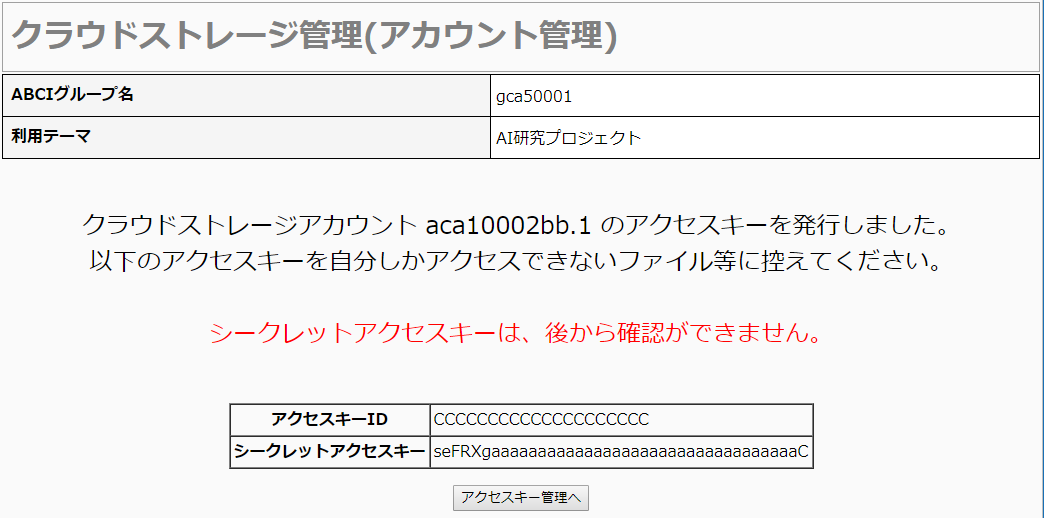 クラウドストレージ管理(アカウント管理)
ABCIグループ名 gca50001
利用テーマ AI研究プロジェクト
クラウドストレージアカウント aca10002bb.1 のアクセスキーを発行しました。
以下のアクセスキーを自分しかアクセスできないファイル等に控えてください。
シークレットアクセスキーは、後から確認ができません。
アクセスキーID CCCCCCCCCCCCCCCCCCCC
シークレットアクセスキー seFRXgaaaaaaaaaaaaaaaaaaaaaaaaaaaaaaaaaC
アクセスキー管理へ